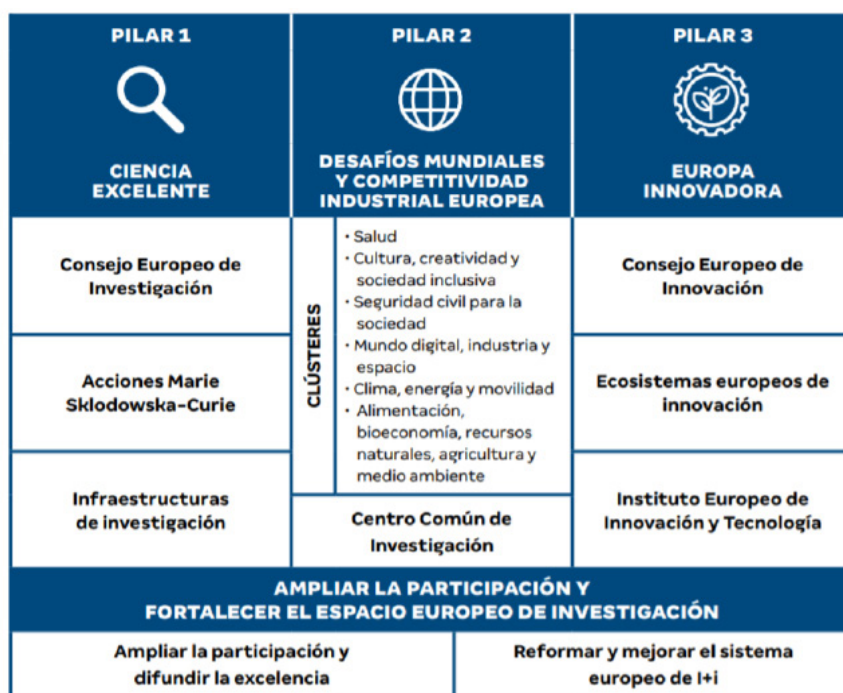 PILAR 1
CIENCIA
EXCELENTE
Consejo Europeo de
Investigación
Acciones Marie
Sklodowska-Curie
Infraestructuras
de investigación
PILAR 2
DESAFÍOS MUNDIALES
Y COMPETITIVIDAD
INDUSTRIAL EUROPEA
CLÚSTERES
· Salud
· Cultura, creatividad y
sociedad inclusiva
· Seguridad civil para la
sociedad
· Mundo digital, industria y
espacio
· Clima, energía y movilidad
· Alimentación,
bioeconomía, recursos
naturales, agricultura y
medio ambiente
Centro Común de
Investigación
PILAR 3
EUROPA
INNOVADORA
Consejo Europeo de
Innovación
Ecosistemas europeos de
innovación
Instituto Europeo de
Innovación y Tecnología
AMPLIAR LA PARTICIPACIÓN Y
FORTALECER EL ESPACIO EUROPEO DE INVESTIGACIÓN
Ampliar la participación y
difundir la excelencia
Reformar y mejorar el sistema
europeo de I+i